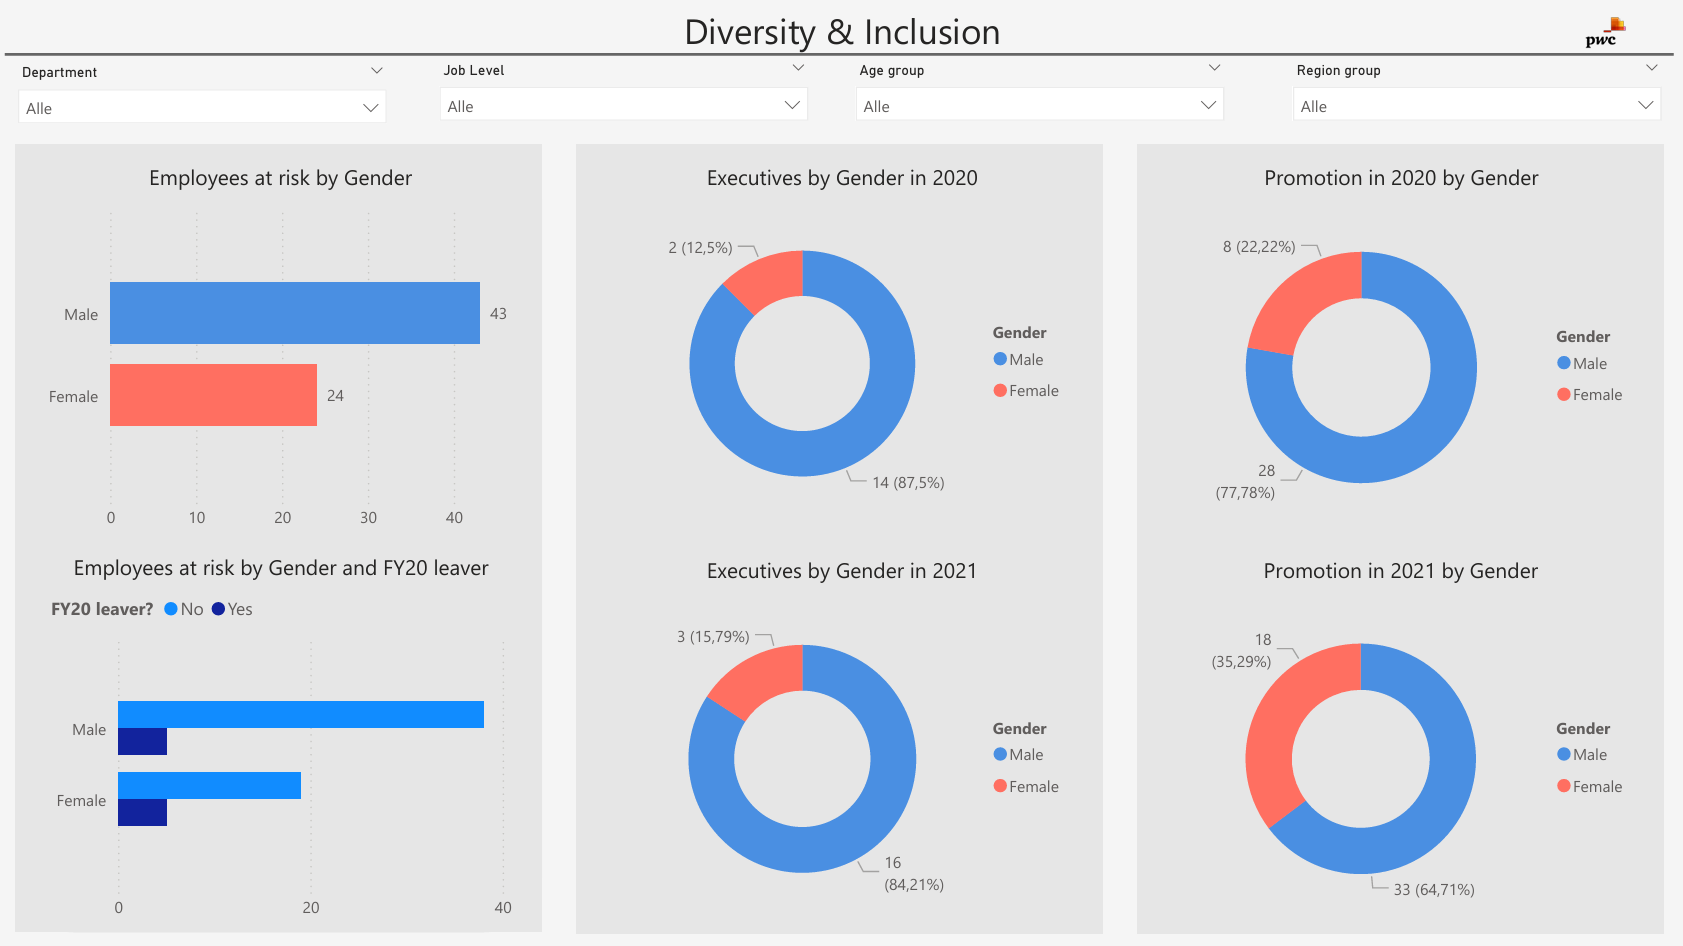 Diversity & Inclusion
pwc
Department
Job Level
Age group
Region group
Alle
Alle
Alle
Alle
Employees at risk by Gender
Male
43
Female
24
0 10 20 30 40
Employees at risk by Gender and FY20 leaver
FY20 leaver? No Yes
Male
Female
0 20 40
Executives by Gender in 2020
2 (12,5%)
Gender
Male
Female
14 (87,5%)
Executives by Gender in 2021
3 (15,79%)
Gender
Male
Female
16
(84,21%)
Promotion in 2020 by Gender
8 (22,22%)
Gender
Male
Female
28
(77,78%)
Promotion in 2021 by Gender
18
(35,29%)
Gender
Male
Female
33 (64,71%)